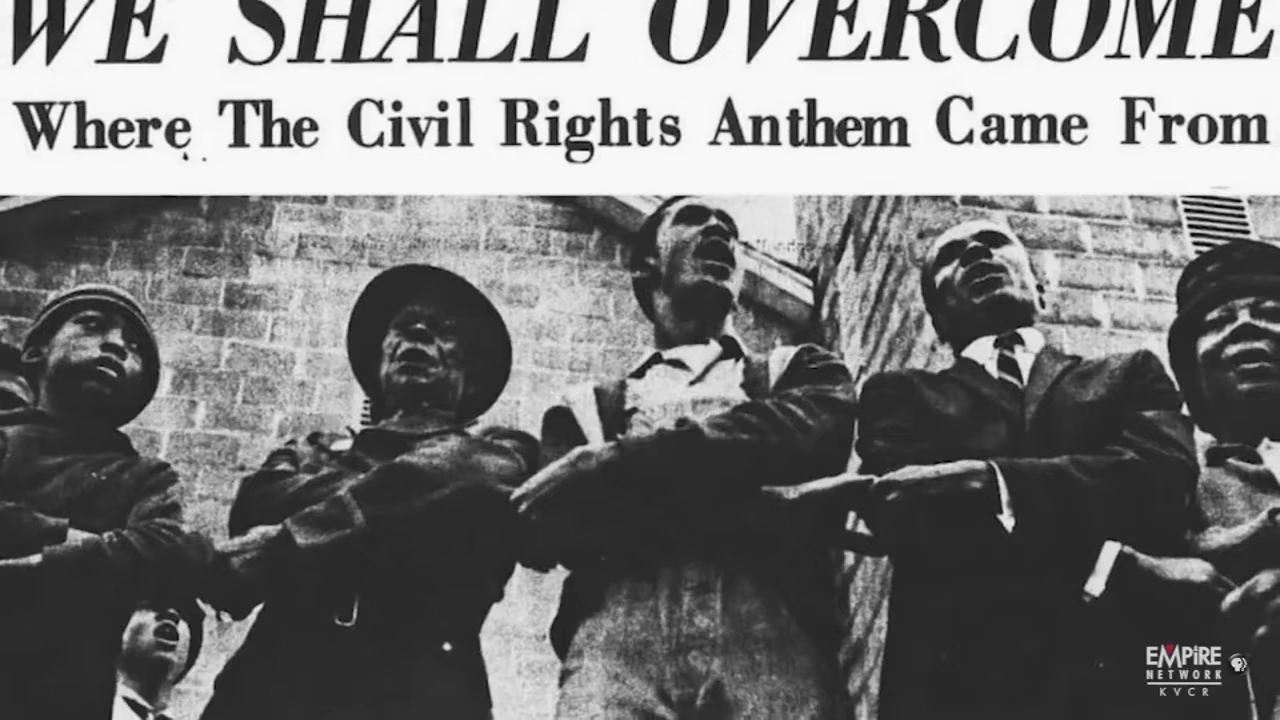 WE SHALL OVERCOME
Where The Civil Rights Anthem Came From
EMPiRE
NETWORK
KVCR